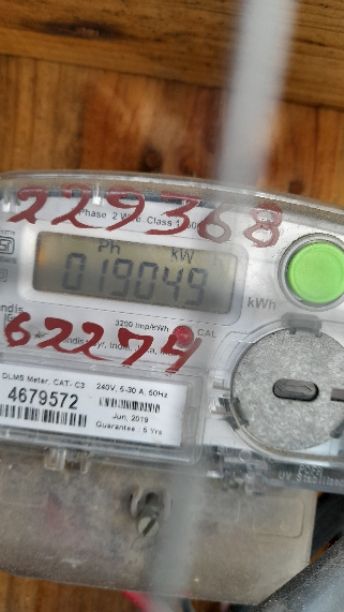 229368
Phase 2 W
Class 1
Ph kW
019049
kWh
3200 imp/kWh CAL
62279
DLMS Meter, CAT- C3 240V, 5-30 A, 50Hz
4679572
Jun, 2019
Guarantee : 5 Yrs